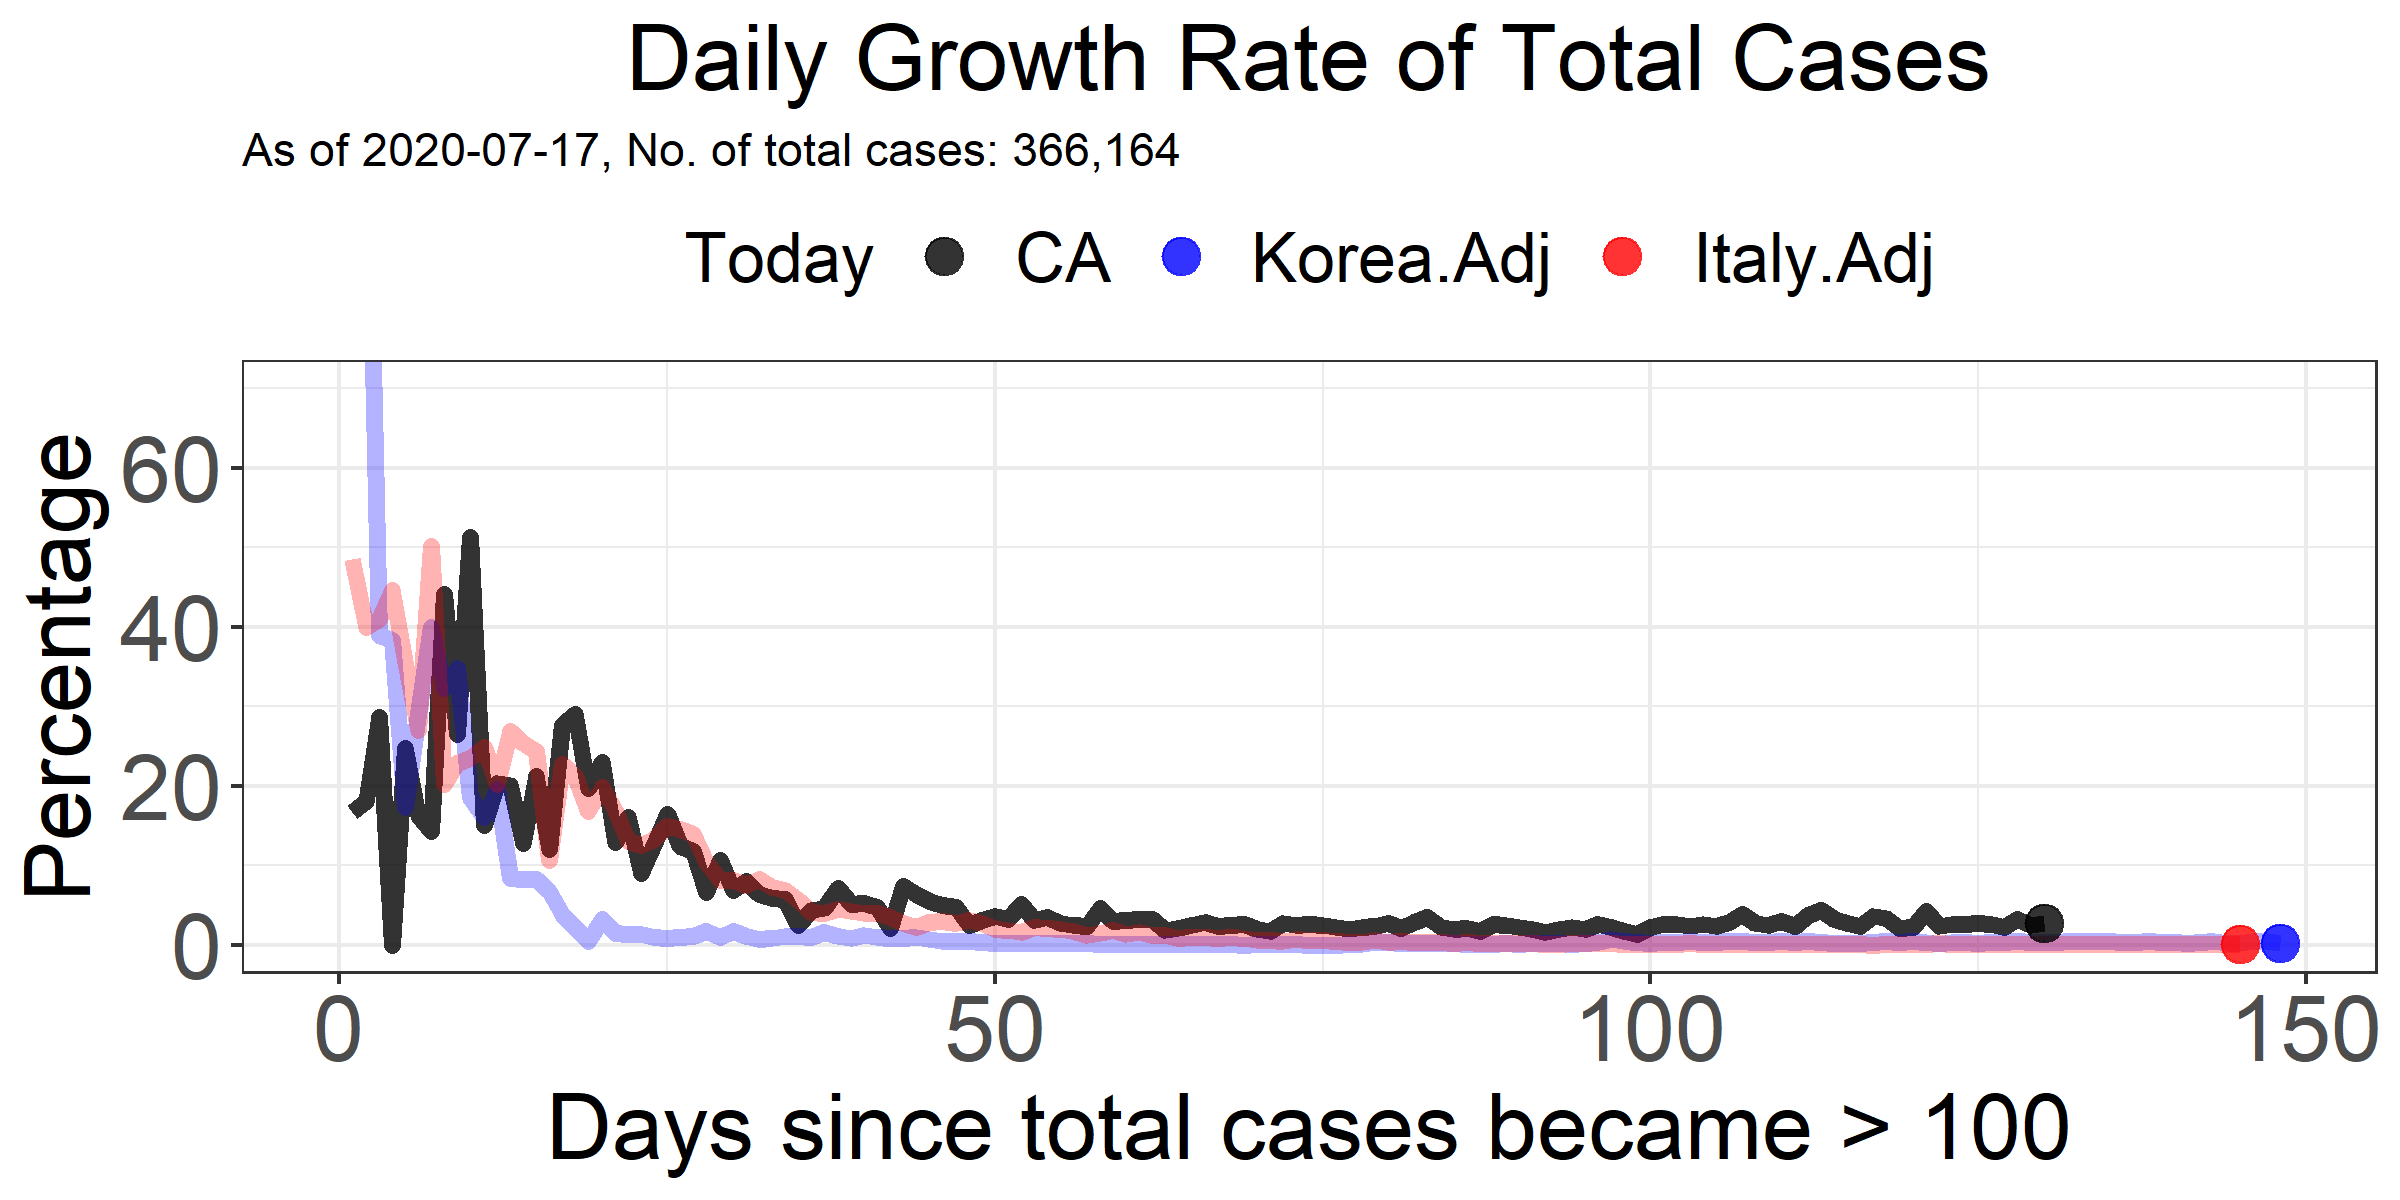 Daily Growth Rate of Total Cases
As of 2020-07-17, No. of total cases: 366,164
Today CA Korea.Adj Italy.Adj
Percentage
60
40
20
0
0 50 100 150
Days since total cases became > 100